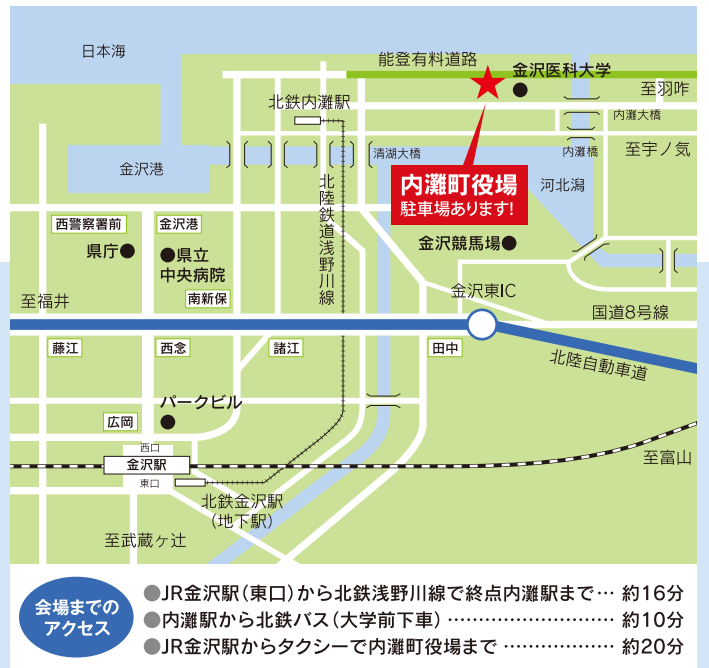 日本海
能登有料道路
金沢医科大学
至羽咋
北鉄内灘駅
内灘大橋
清湖大橋
内灘橋
至宇ノ気
金沢港
内灘町役場
駐車場あります!
河北潟
北陸鉄道浅野川線
西警察署前
金沢港
県庁
県立
中央病院
金沢競馬場
南新保
金沢東IC
至福井
国道8号線
藤江
西念
諸江
田中
北陸自動車道
パークビル
広岡
西口
金沢駅
東口
至富山
北鉄金沢駅
(地下駅)
至武蔵ヶ辻
会場までの
アクセス
●JR金沢駅(東口)から北鉄浅野川線で終点内灘駅まで… 約16分
●内灘駅から北鉄バス(大学前下車) ……………………… 約10分
●JR金沢駅からタクシーで内灘町役場まで ……………… 約20分